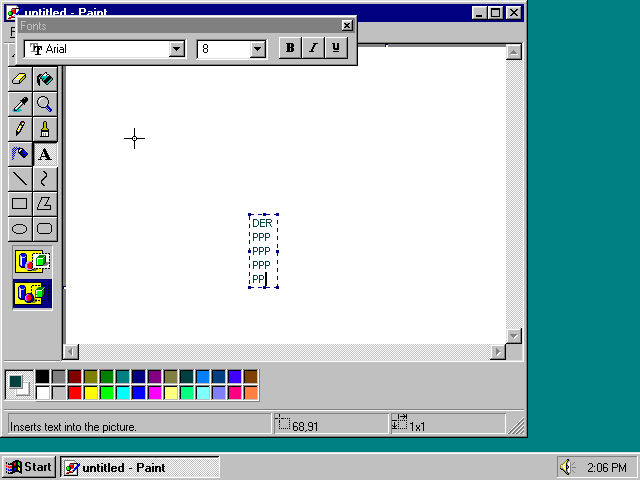 untitled - Paint
Fonts
Arial
8
B I U
A
DER
PPP
PPP
PPP
PP
Inserts text into the picture.
68,91
1x1
Start
untitled - Paint
2:06 PM